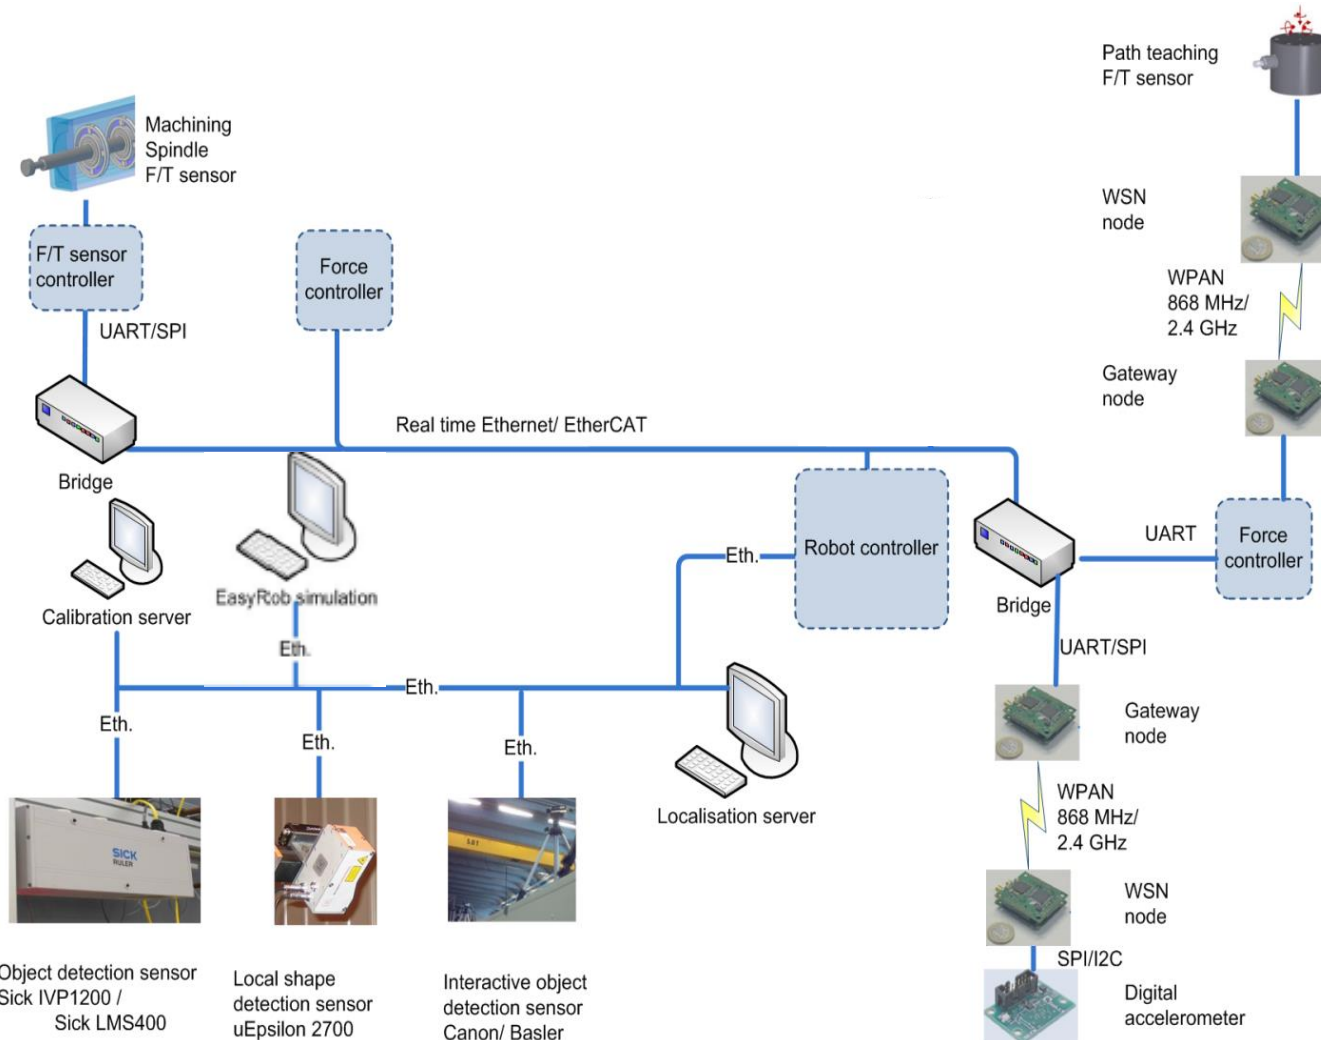 Path teaching
F/T sensor
Machining
Spindle
F/T sensor
WSN
node
F/T sensor
controller
Force
controller
WPAN
868 MHz/
2.4 GHz
UART/SPI
Gateway
node
Real time Ethernet/ EtherCAT
Bridge
Robot controller
Eth.
UART
Force
controller
EasyRob simulation
Bridge
Calibration server
Eth.
UART/SPI
Eth.
Eth.
Eth.
Eth.
Gateway
node
Localisation server
WPAN
868 MHz/
2.4 GHz
SICK
RULER
WSN
node
SPI/I2C
Object detection sensor
Sick IVP1200 /
Sick LMS400
Local shape
detection sensor
uEpsilon 2700
Interactive object
detection sensor
Canon/ Basler
Digital
accelerometer